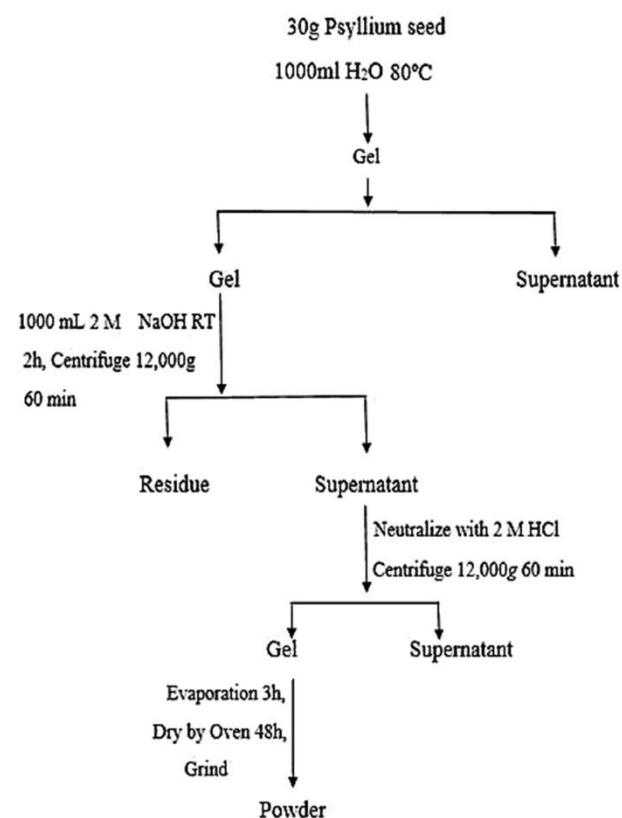 30g Psyllium seed
1000ml H₂O 80°C
Gel
Gel
Supernatant
1000 mL 2 M NaOH RT
2h, Centrifuge 12,000g
60 min
Residue
Supernatant
Neutralize with 2 M HCl
Centrifuge 12,000g 60 min
Gel
Supernatant
Evaporation 3h,
Dry by Oven 48h,
Grind
Powder